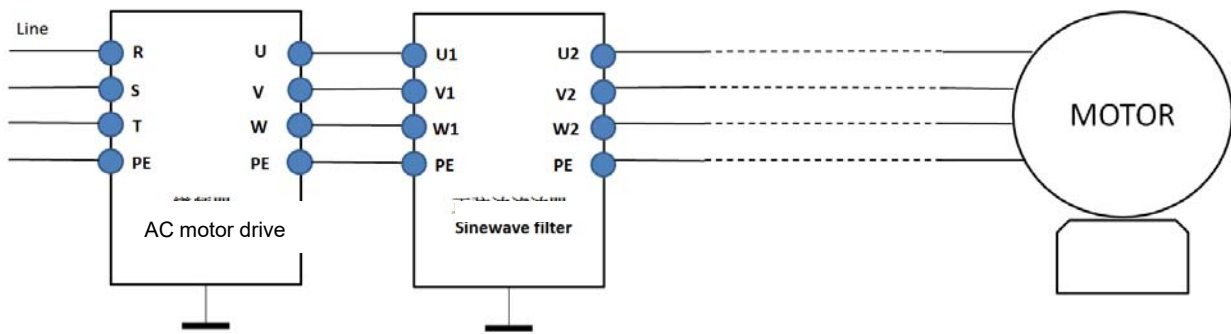 Line
R
U
S
V
T
W
PE
PE
AC motor drive
U1
U2
V1
V2
W1
W2
PE
PE
Sinewave filter
MOTOR